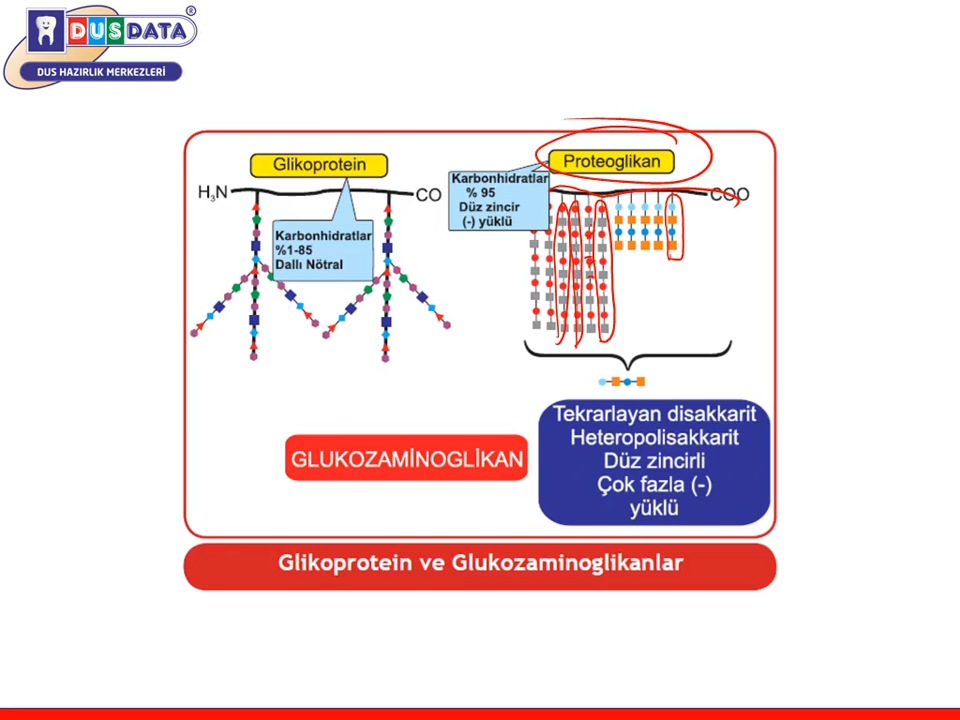 DUSDATA®
DUS HAZIRLIK MERKEZLERİ
Glikoprotein
Proteoglikan
H3N
CO
COO
Karbonhidratlar
% 95
Düz zincir
(-) yüklü
Karbonhidratlar
%1-85
Dallı Nötral
GLUKOZAMİNOGLİKAN
Tekrarlayan disakkarit
Heteropolisakkarit
Düz zincirli
Çok fazla (-)
yüklü
Glikoprotein ve Glukozaminoglikanlar